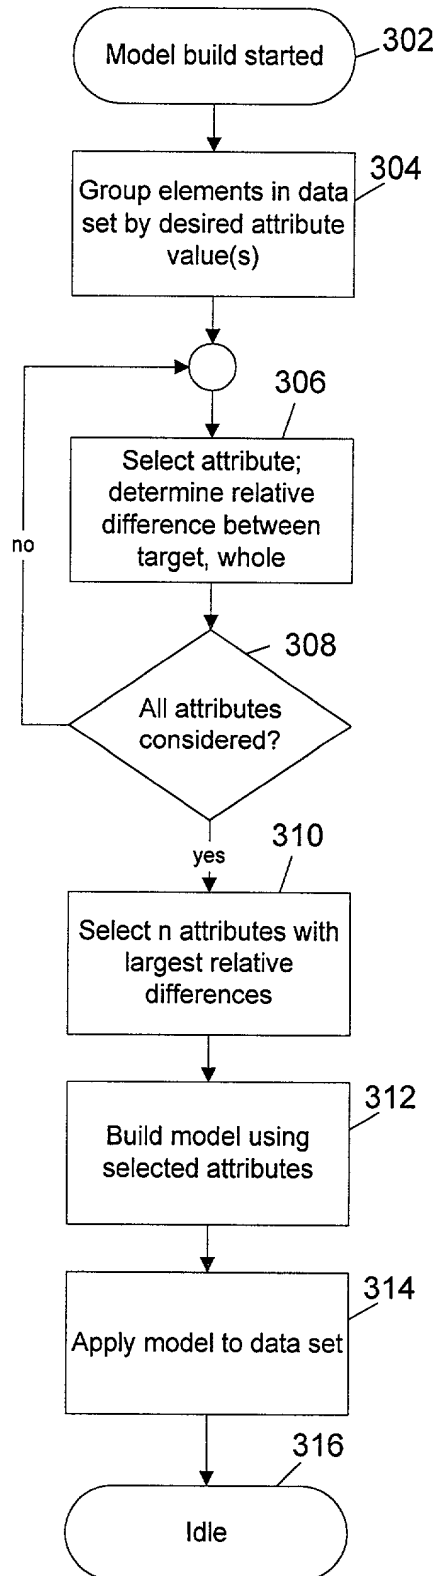 Model build started
302
304
Group elements in data
set by desired attribute
value(s)
306
Select attribute;
determine relative
difference between
target, whole
no
308
All attributes
considered?
yes
310
Select n attributes with
largest relative
differences
312
Build model using
selected attributes
314
Apply model to data set
316
Idle